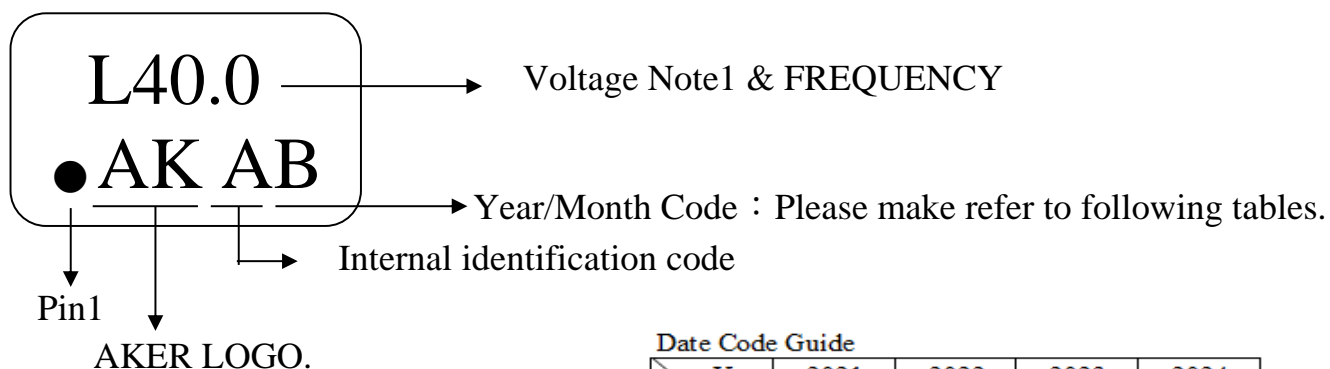 L40.0
Voltage Note1 & FREQUENCY
●AK AB
Year/Month Code：Please make refer to following tables.
Internal identification code
Pin1
AKER LOGO.
Date Code Guide